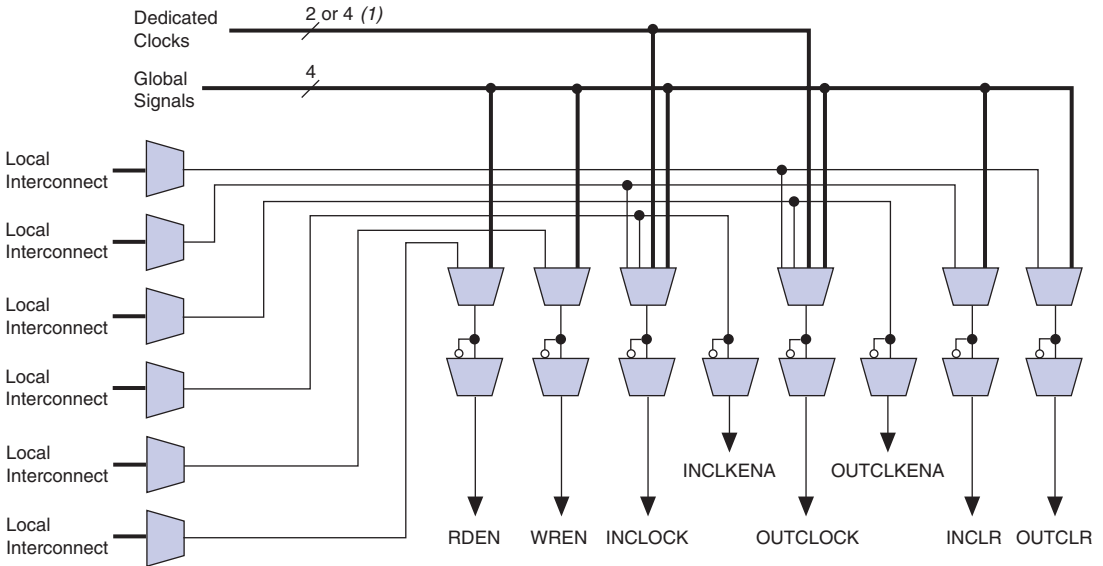 Dedicated
Clocks
2 or 4 (1)
Global
Signals
4
Local
Interconnect
Local
Interconnect
Local
Interconnect
Local
Interconnect
Local
Interconnect
Local
Interconnect
INCLKENA
OUTCLKENA
RDEN
WREN
INCLOCK
OUTCLOCK
INCLR
OUTCLR